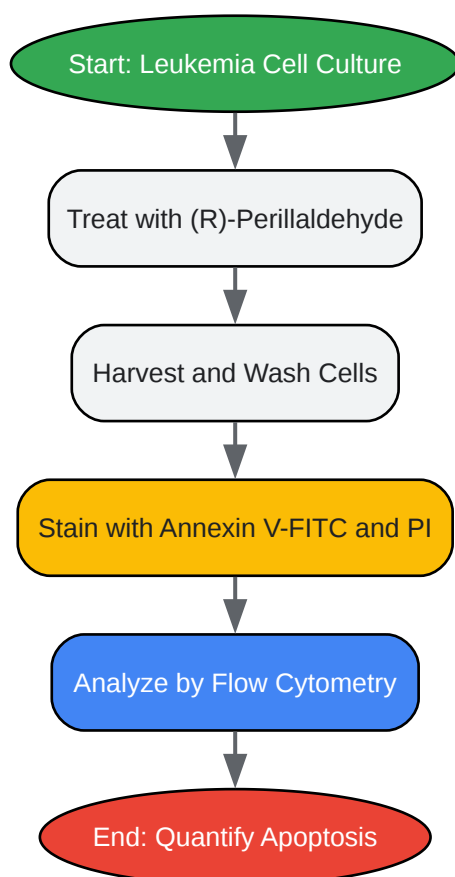 Start: Leukemia Cell Culture
Treat with (R)-Perillaldehyde
Harvest and Wash Cells
Stain with Annexin V-FITC and PI
Analyze by Flow Cytometry
End: Quantify Apoptosis